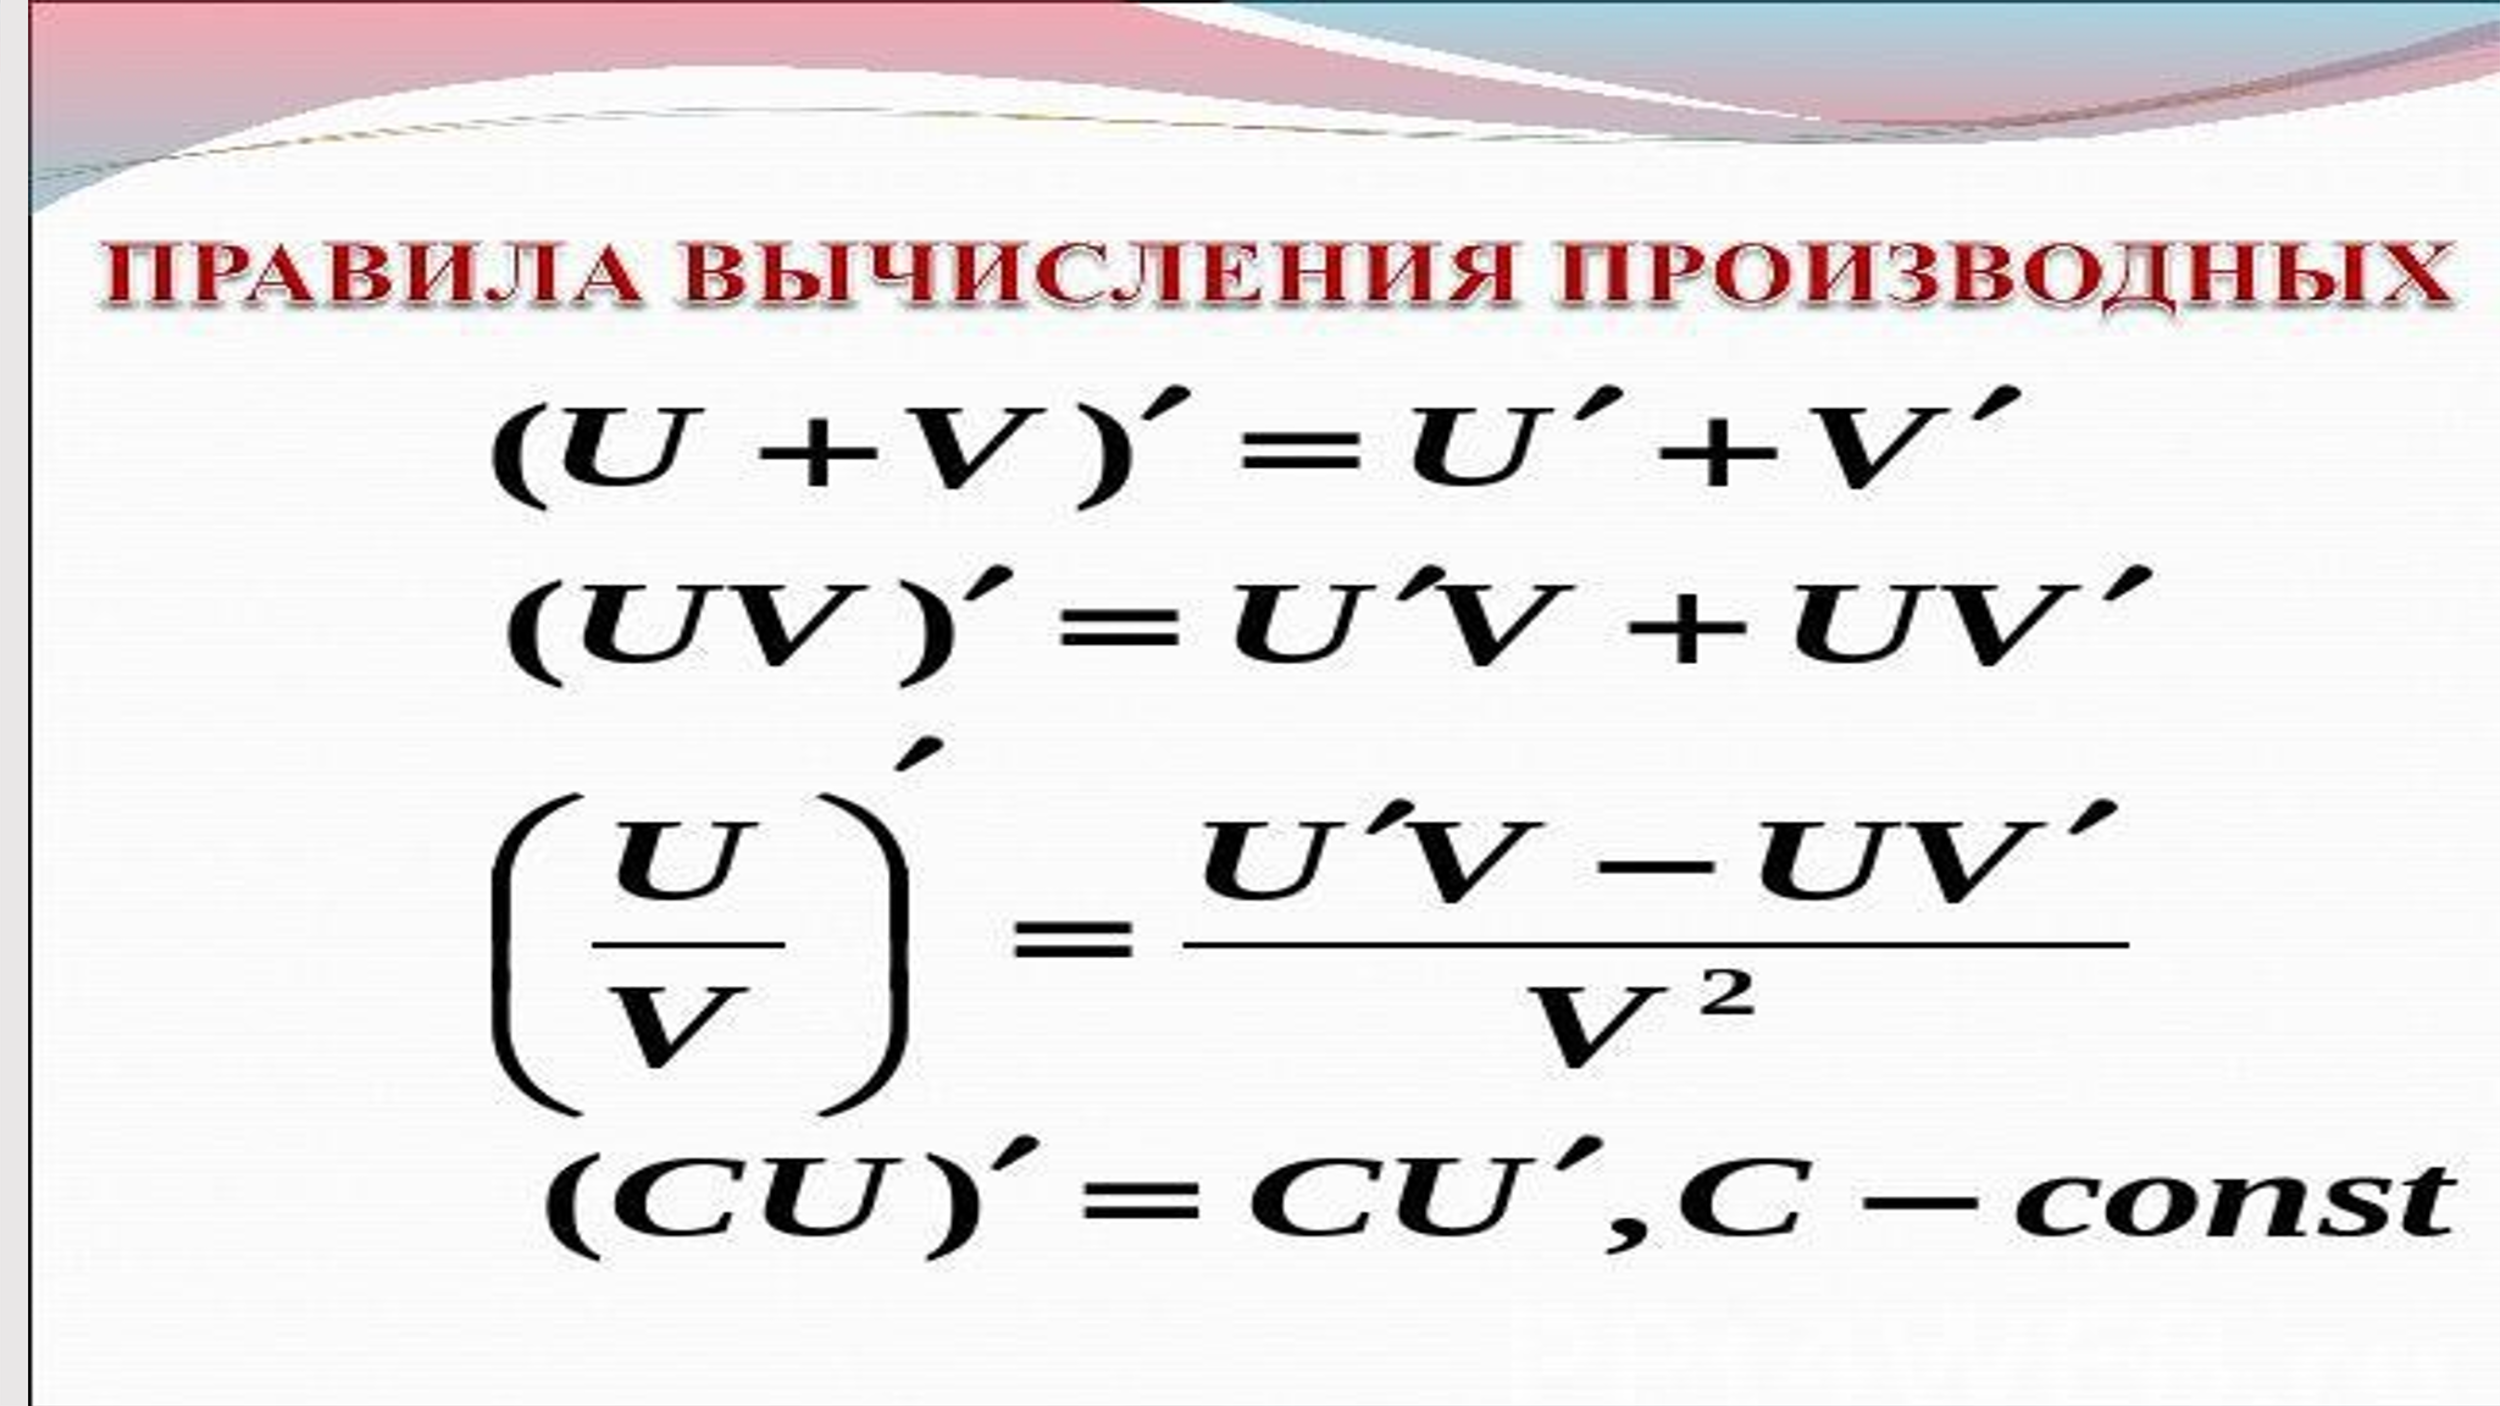 ПРАВИЛА ВЫЧИСЛЕНИЯ ПРОИЗВОДНЫХ
(U + V)′ = U′ + V′
(UV)′ = U′V + UV′
(U/V)′ = (U′V − UV′)/V²
(CU)′ = CU′, C − const